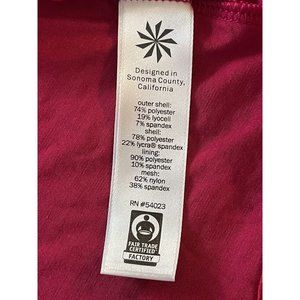 Designed in
Sonoma County,
California
outer shell:
74% polyester
19% lyocell
7% spandex
shell:
78% polyester
22% lycra® spandex
lining:
90% polyester
10% spandex
mesh:
62% nylon
38% spandex
RN #54023
FAIR TRADE
CERTIFIED™
FACTORY